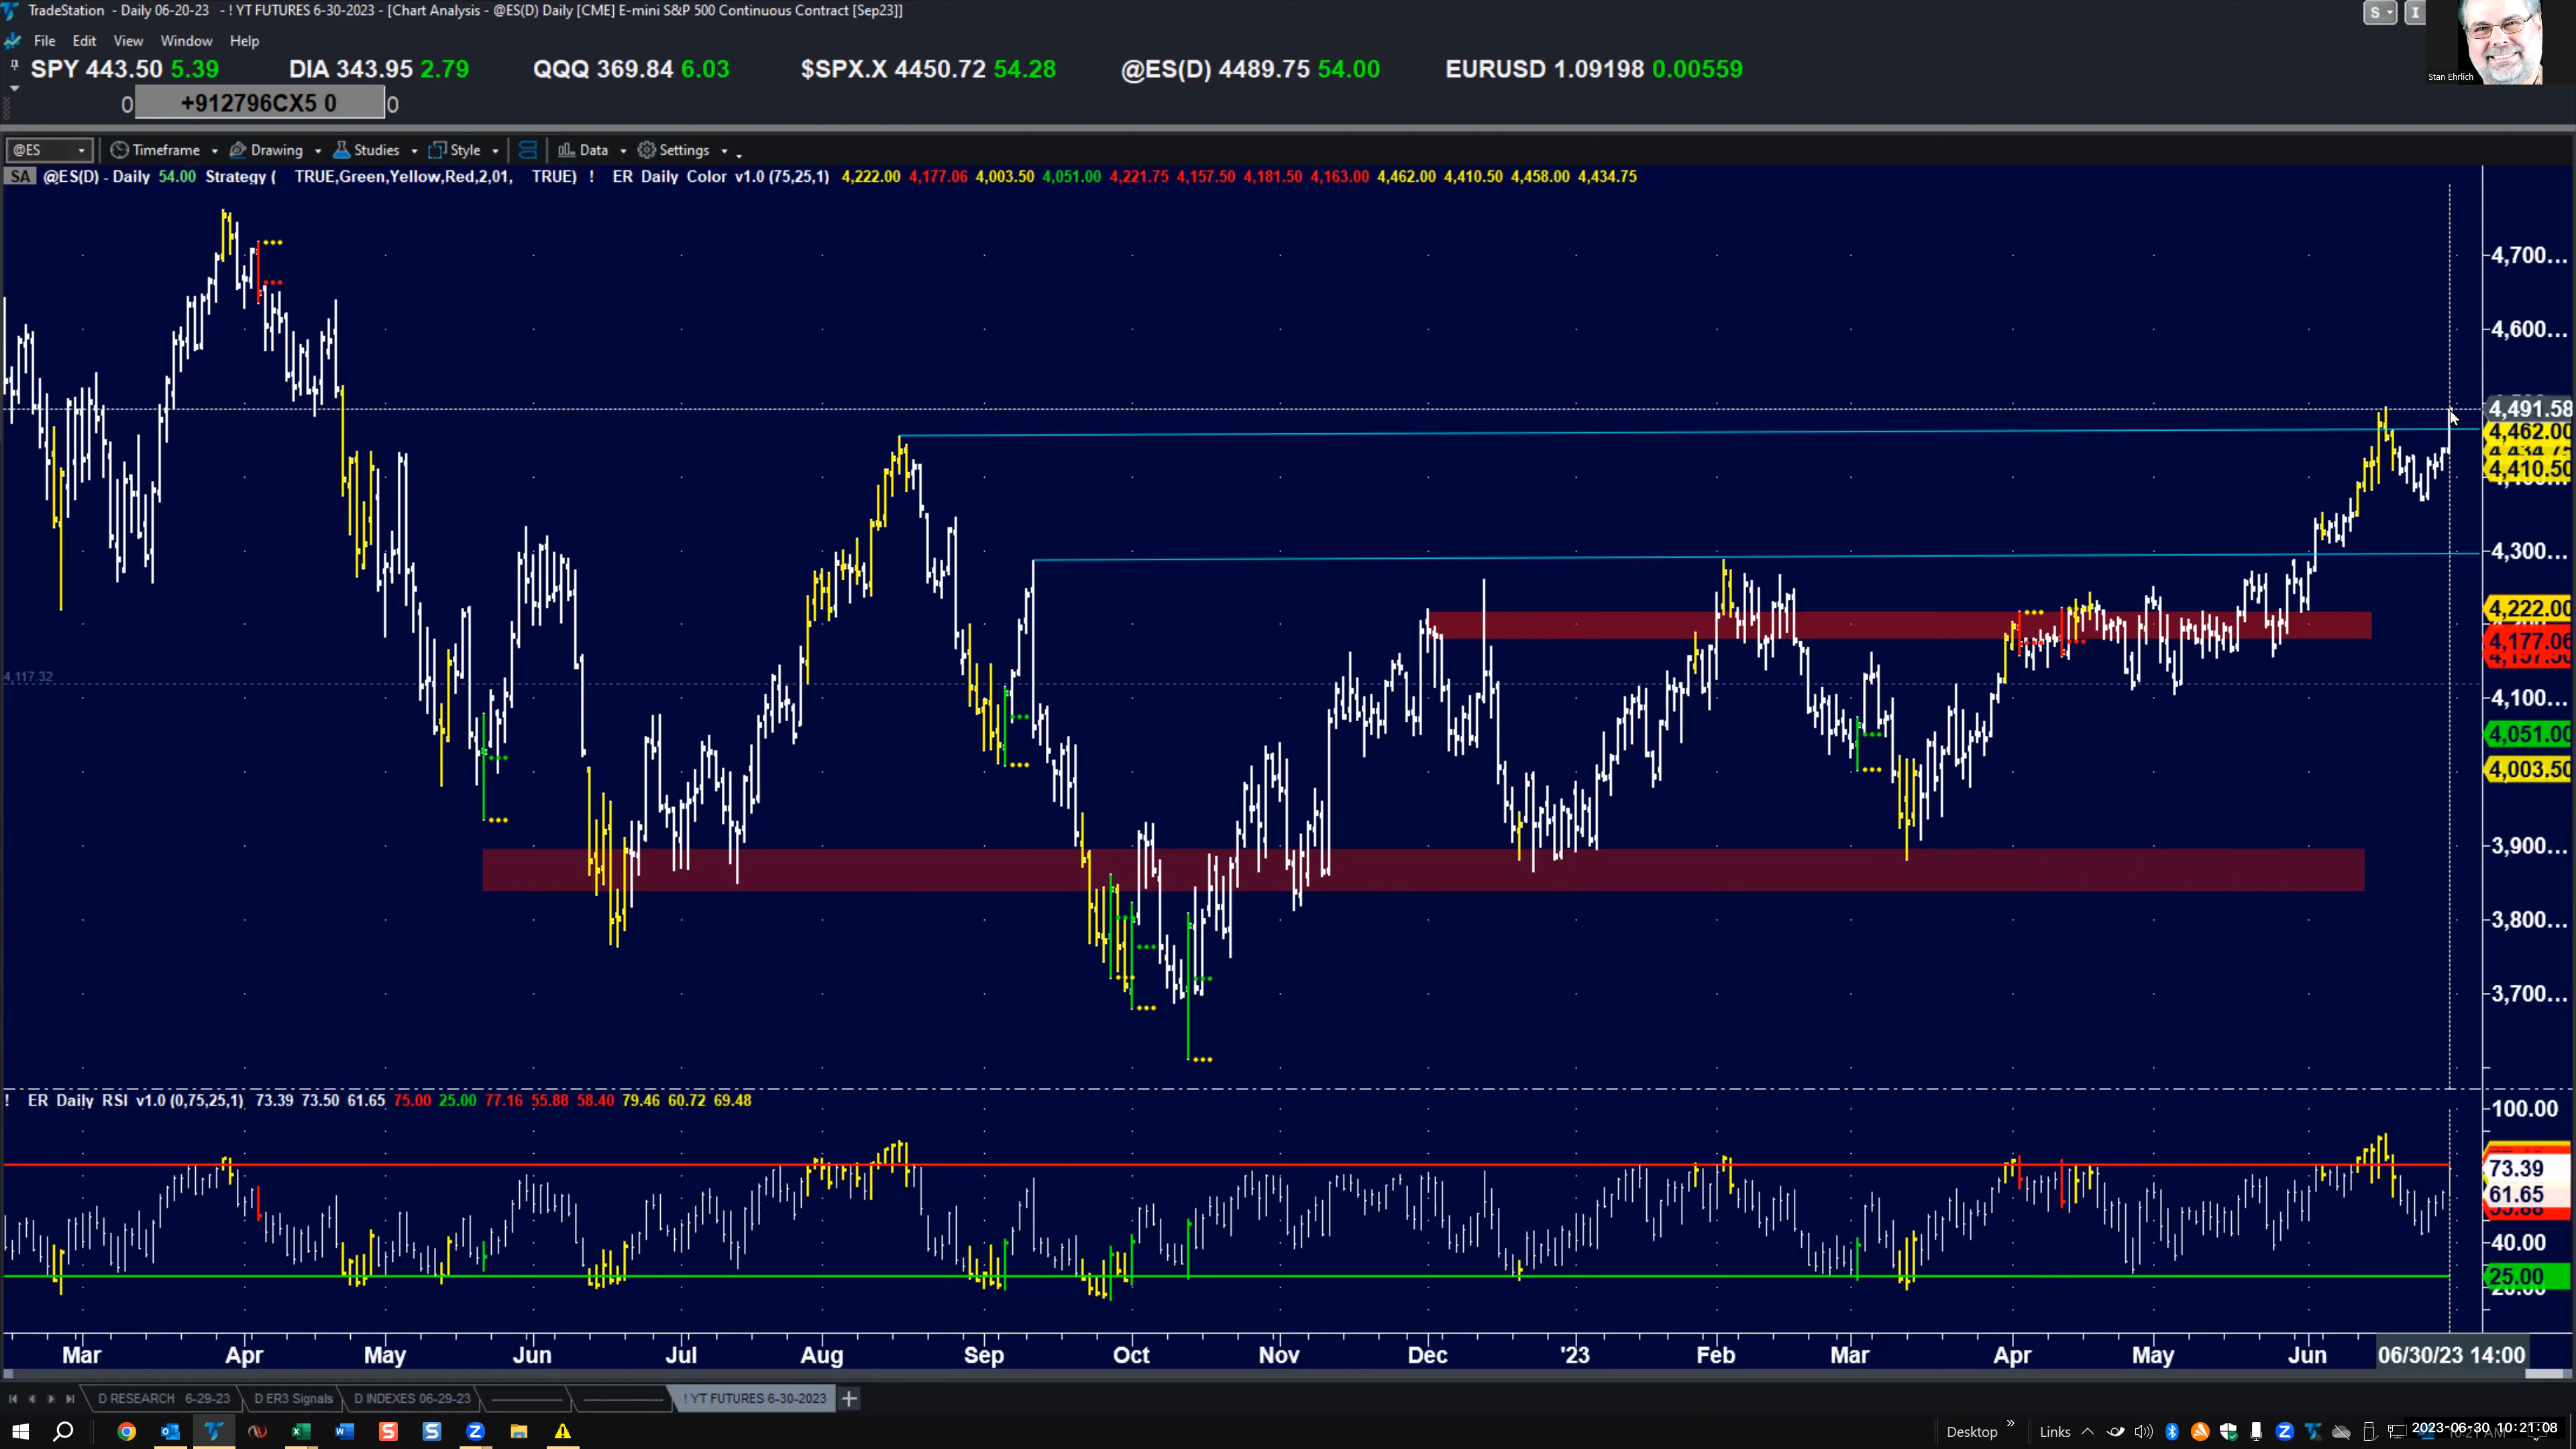 TradeStation - Daily 06-20-23 - ! YT FUTURES 6-30-2023 - [Chart Analysis - @ES(D) Daily [CME] E-mini S&P 500 Continuous Contract [Sep23]]
S
I
File Edit View Window Help
SPY 443.50 5.39 DIA 343.95 2.79 QQQ 369.84 6.03 $SPX.X 4450.72 54.28 @ES(D) 4489.75 54.00 EURUSD 1.09198 0.00559
Stan Ehrlich
0 +912796CX5 0 0
@ES Timeframe Drawing Studies Style Data Settings
SA @ES(D) - Daily 54.00 Strategy ( TRUE,Green,Yellow,Red,2,01, TRUE) ! ER Daily Color v1.0 (75,25,1) 4,222.00 4,177.06 4,003.50 4,051.00 4,221.75 4,157.50 4,181.50 4,163.00 4,462.00 4,410.50 4,458.00 4,434.75
4,700...
4,600...
4,491.58
4,462.00
4,434.75
4,410.50
4,300...
4,222.00
4,177.06
4,157.50
4,117.32
4,100...
4,051.00
4,003.50
3,900...
3,800...
3,700...
! ER Daily RSI v1.0 (0,75,25,1) 73.39 73.50 61.65 75.00 25.00 77.16 55.88 58.40 79.46 60.72 69.48
100.00
73.39
61.65
55.88
40.00
25.00
20.00
Mar Apr May Jun Jul Aug Sep Oct Nov Dec '23 Feb Mar Apr May Jun 06/30/23 14:00
D RESEARCH 6-29-23 D ER3 Signals D INDEXES 06-29-23 ! YT FUTURES 6-30-2023 +
Desktop Links 2023-06-30 10:21:08